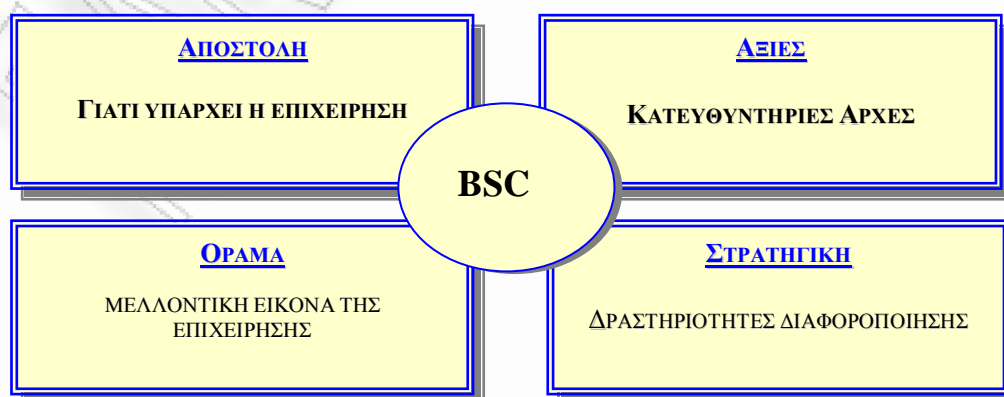 ΑΠΟΣΤΟΛΗ
ΓΙΑΤΙ ΥΠΑΡΧΕΙ Η ΕΠΙΧΕΙΡΗΣΗ
ΑΞΙΕΣ
ΚΑΤΕΥΘΥΝΤΗΡΙΕΣ ΑΡΧΕΣ
BSC
ΟΡΑΜΑ
ΜΕΛΛΟΝΤΙΚΗ ΕΙΚΟΝΑ ΤΗΣ
ΕΠΙΧΕΙΡΗΣΗΣ
ΣΤΡΑΤΗΓΙΚΗ
ΔΡΑΣΤΗΡΙΟΤΗΤΕΣ ΔΙΑΦΟΡΟΠΟΙΗΣΗΣ